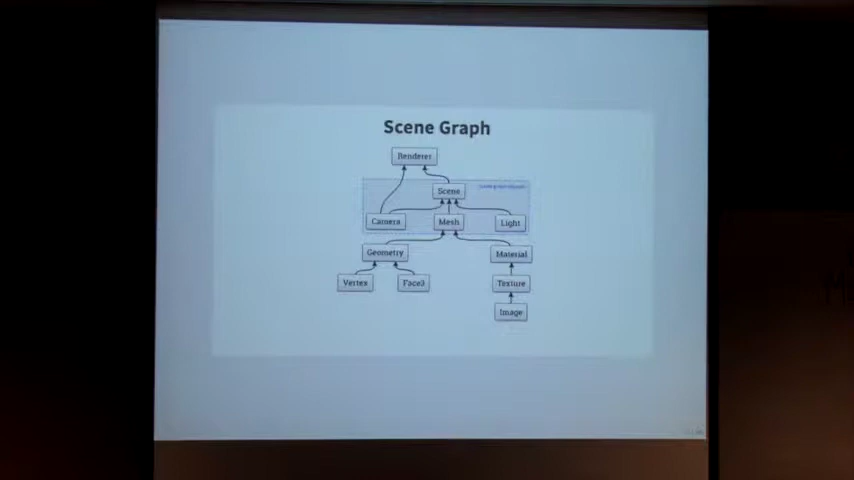 Scene Graph
Renderer
Scene
Camera
Mesh
Light
Geometry
Material
Vertex
Face3
Texture
Image